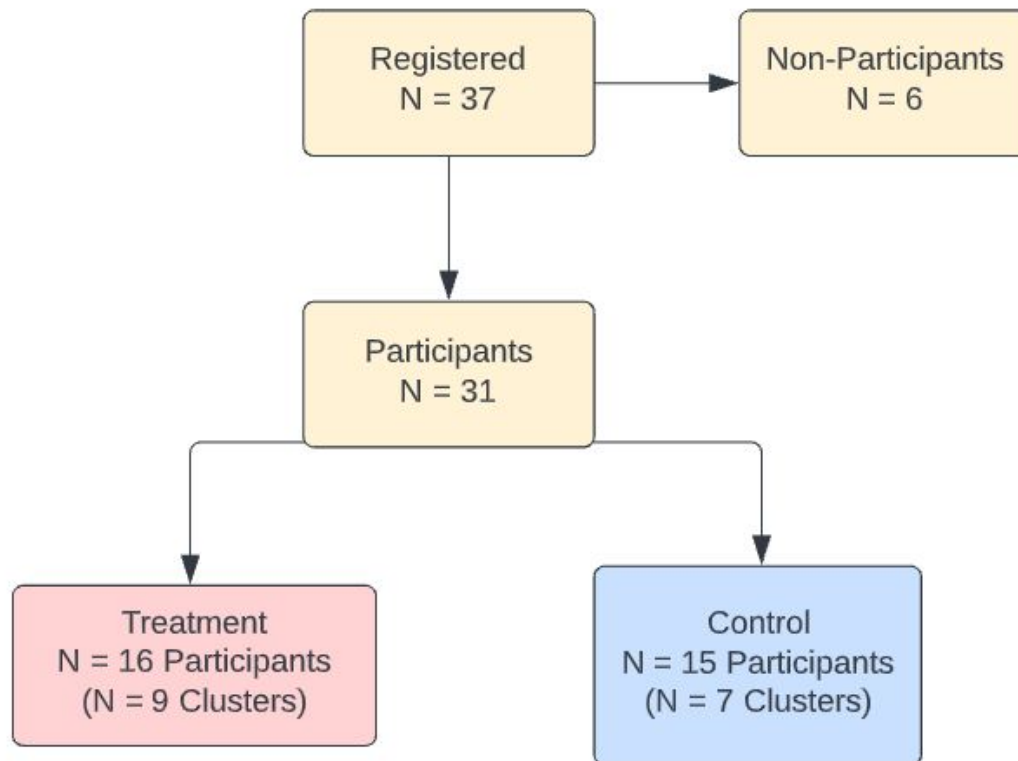 Registered
N = 37
Non-Participants
N = 6
Participants
N = 31
Treatment
N = 16 Participants
(N = 9 Clusters)
Control
N = 15 Participants
(N = 7 Clusters)